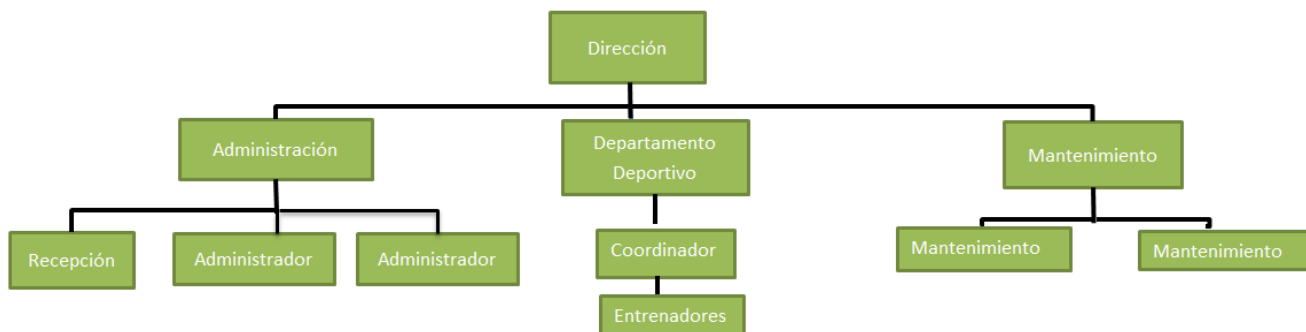 Dirección
Administración
Departamento
Deportivo
Mantenimiento
Recepción
Administrador
Administrador
Coordinador
Mantenimiento
Mantenimiento
Entrenadores